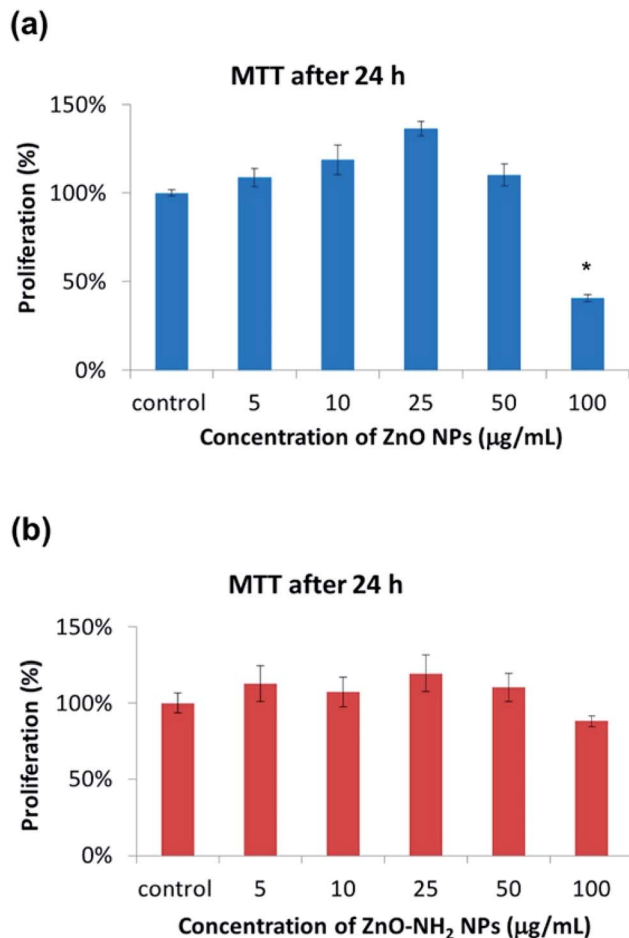 (a)
MTT after 24 h
150%
100%
50%
0%
Proliferation (%)
*
control 5 10 25 50 100
Concentration of ZnO NPs (µg/mL)
(b)
MTT after 24 h
150%
100%
50%
0%
Proliferation (%)
control 5 10 25 50 100
Concentration of ZnO-NH₂ NPs (µg/mL)